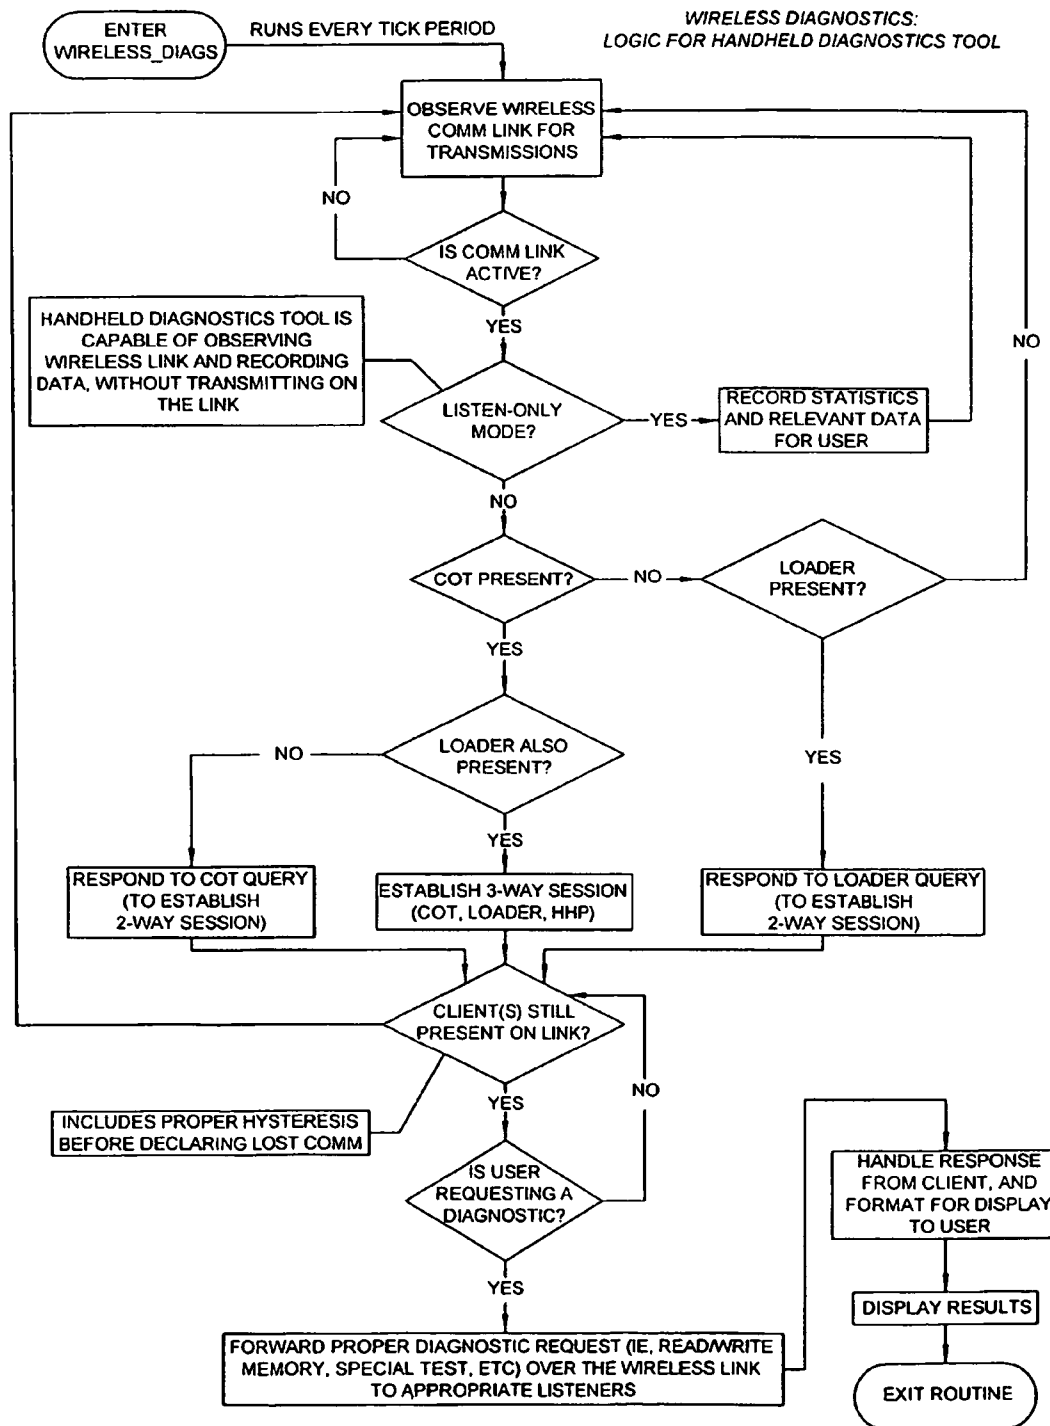 WIRELESS DIAGNOSTICS:
LOGIC FOR HANDHELD DIAGNOSTICS TOOL
ENTER
WIRELESS_DIAGS
RUNS EVERY TICK PERIOD
OBSERVE WIRELESS
COMM LINK FOR
TRANSMISSIONS
NO
IS COMM LINK
ACTIVE?
YES
HANDHELD DIAGNOSTICS TOOL IS
CAPABLE OF OBSERVING
WIRELESS LINK AND RECORDING
DATA, WITHOUT TRANSMITTING ON
THE LINK
NO
LISTEN-ONLY
MODE?
YES
RECORD STATISTICS
AND RELEVANT DATA
FOR USER
NO
COT PRESENT?
NO
LOADER
PRESENT?
YES
LOADER ALSO
PRESENT?
NO
YES
YES
RESPOND TO COT QUERY
(TO ESTABLISH
2-WAY SESSION)
ESTABLISH 3-WAY SESSION
(COT, LOADER, HHP)
RESPOND TO LOADER QUERY
(TO ESTABLISH
2-WAY SESSION)
CLIENT(S) STILL
PRESENT ON LINK?
NO
YES
INCLUDES PROPER HYSTERESIS
BEFORE DECLARING LOST COMM
IS USER
REQUESTING A
DIAGNOSTIC?
YES
FORWARD PROPER DIAGNOSTIC REQUEST (IE, READ/WRITE
MEMORY, SPECIAL TEST, ETC) OVER THE WIRELESS LINK
TO APPROPRIATE LISTENERS
HANDLE RESPONSE
FROM CLIENT, AND
FORMAT FOR DISPLAY
TO USER
DISPLAY RESULTS
EXIT ROUTINE